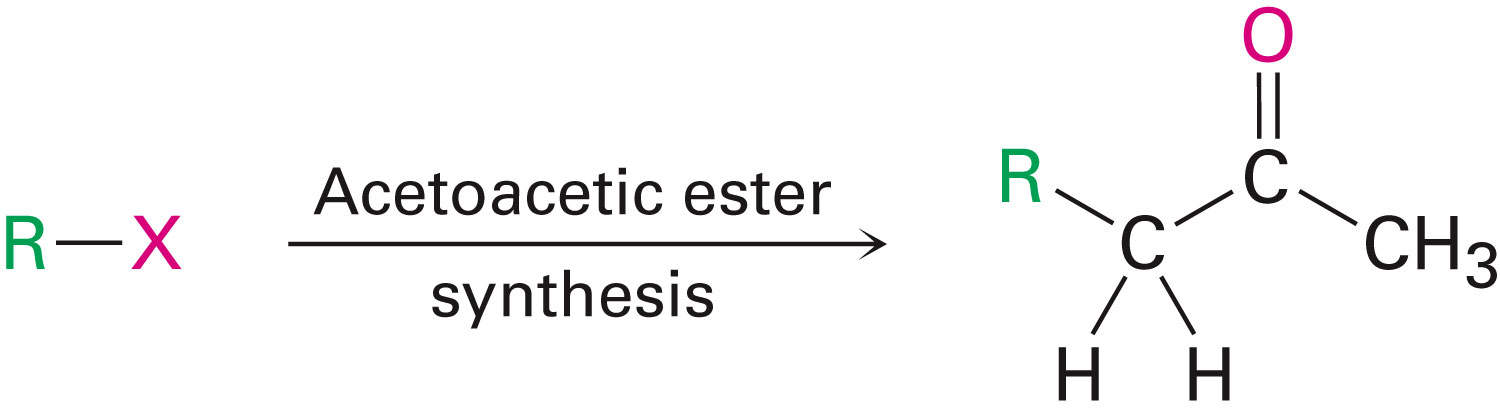 O
Acetoacetic ester
R
C
R
X
C
CH3
synthesis
H
H